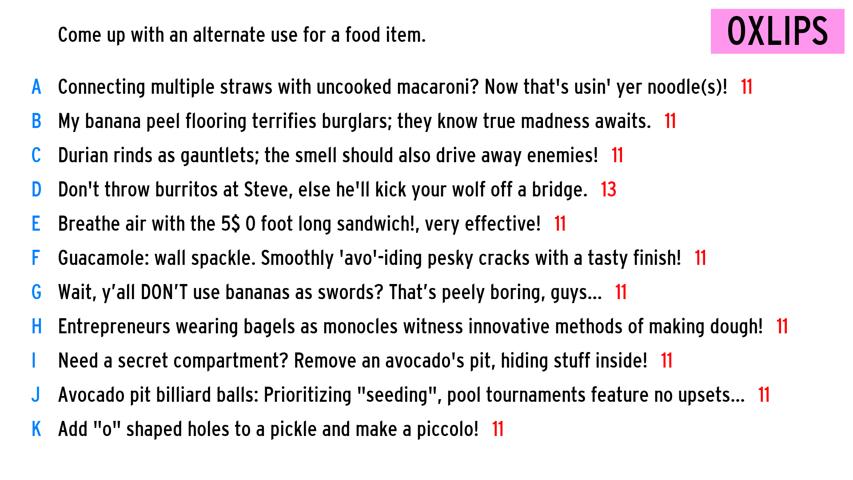 Come up with an alternate use for a food item.
OXLIPS
A Connecting multiple straws with uncooked macaroni? Now that's usin' yer noodle(s)! 11
B My banana peel flooring terrifies burglars; they know true madness awaits. 11
C Durian rinds as gauntlets; the smell should also drive away enemies! 11
D Don't throw burritos at Steve, else he'll kick your wolf off a bridge. 13
E Breathe air with the 5$ 0 foot long sandwich!, very effective! 11
F Guacamole: wall spackle. Smoothly 'avo'-iding pesky cracks with a tasty finish! 11
G Wait, y’all DON’T use bananas as swords? That’s peely boring, guys... 11
H Entrepreneurs wearing bagels as monocles witness innovative methods of making dough! 11
I Need a secret compartment? Remove an avocado's pit, hiding stuff inside! 11
J Avocado pit billiard balls: Prioritizing "seeding", pool tournaments feature no upsets... 11
K Add "o" shaped holes to a pickle and make a piccolo! 11